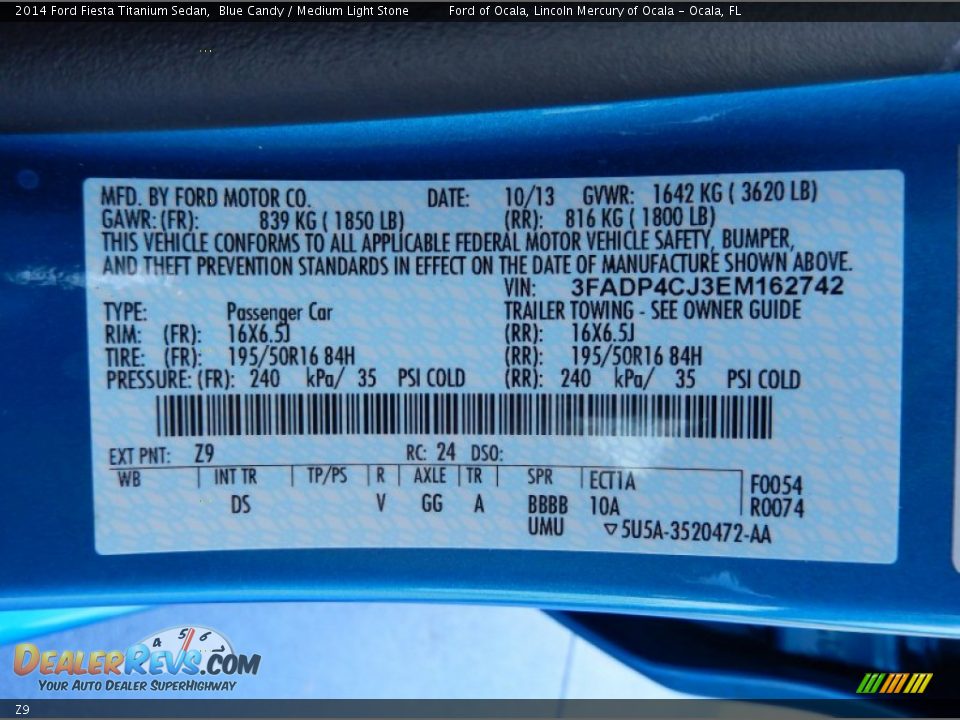 2014 Ford Fiesta Titanium Sedan,  Blue Candy / Medium Light Stone          Ford of Ocala, Lincoln Mercury of Ocala - Ocala, FL
MFD. BY FORD MOTOR CO. DATE: 10/13 GVWR: 1642 KG ( 3620 LB)
GAWR: (FR): 839 KG ( 1850 LB) (RR): 816 KG ( 1800 LB)
THIS VEHICLE CONFORMS TO ALL APPLICABLE FEDERAL MOTOR VEHICLE SAFETY, BUMPER,
AND THEFT PREVENTION STANDARDS IN EFFECT ON THE DATE OF MANUFACTURE SHOWN ABOVE.
VIN: 3FADP4CJ3EM162742
TYPE: Passenger Car TRAILER TOWING - SEE OWNER GUIDE
RIM: (FR): 16X6.5J (RR): 16X6.5J
TIRE: (FR): 195/50R16 84H (RR): 195/50R16 84H
PRESSURE: (FR): 240 kPa/ 35 PSI COLD (RR): 240 kPa/ 35 PSI COLD
EXT PNT: Z9 RC: 24 DSO:
WB | INT TR | TP/PS | R | AXLE | TR | SPR | ECT1A F0054
DS V GG A BBBB 10A R0074
UMU ▽5U5A-3520472-AA
4 5 6
DEALERREVS.COM
YOUR AUTO DEALER SUPERHIGHWAY
Z9